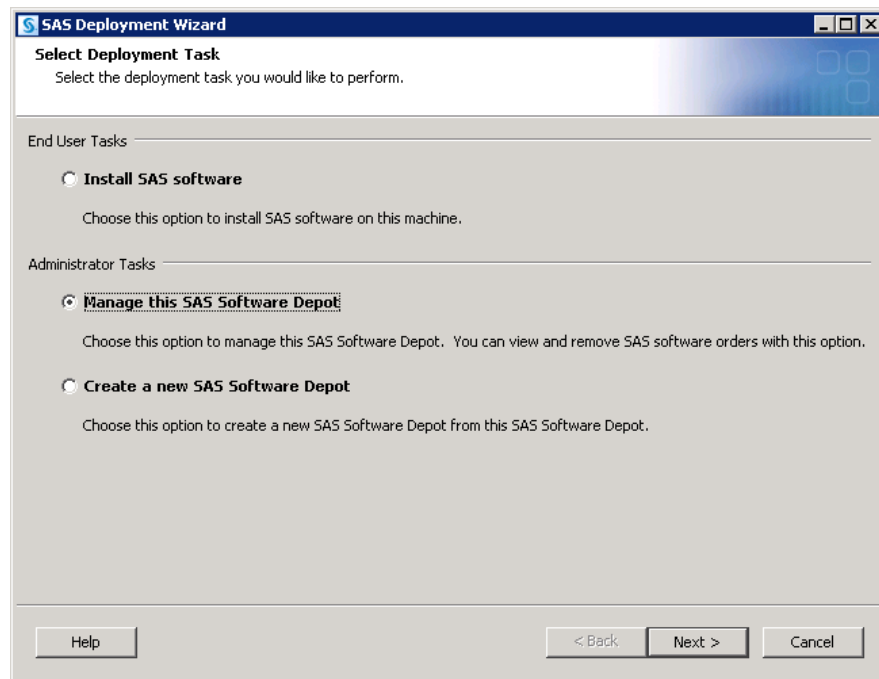 SAS Deployment Wizard
Select Deployment Task
Select the deployment task you would like to perform.
End User Tasks
Install SAS software
Choose this option to install SAS software on this machine.
Administrator Tasks
Manage this SAS Software Depot
Choose this option to manage this SAS Software Depot.  You can view and remove SAS software orders with this option.
Create a new SAS Software Depot
Choose this option to create a new SAS Software Depot from this SAS Software Depot.
Help
< Back
Next >
Cancel